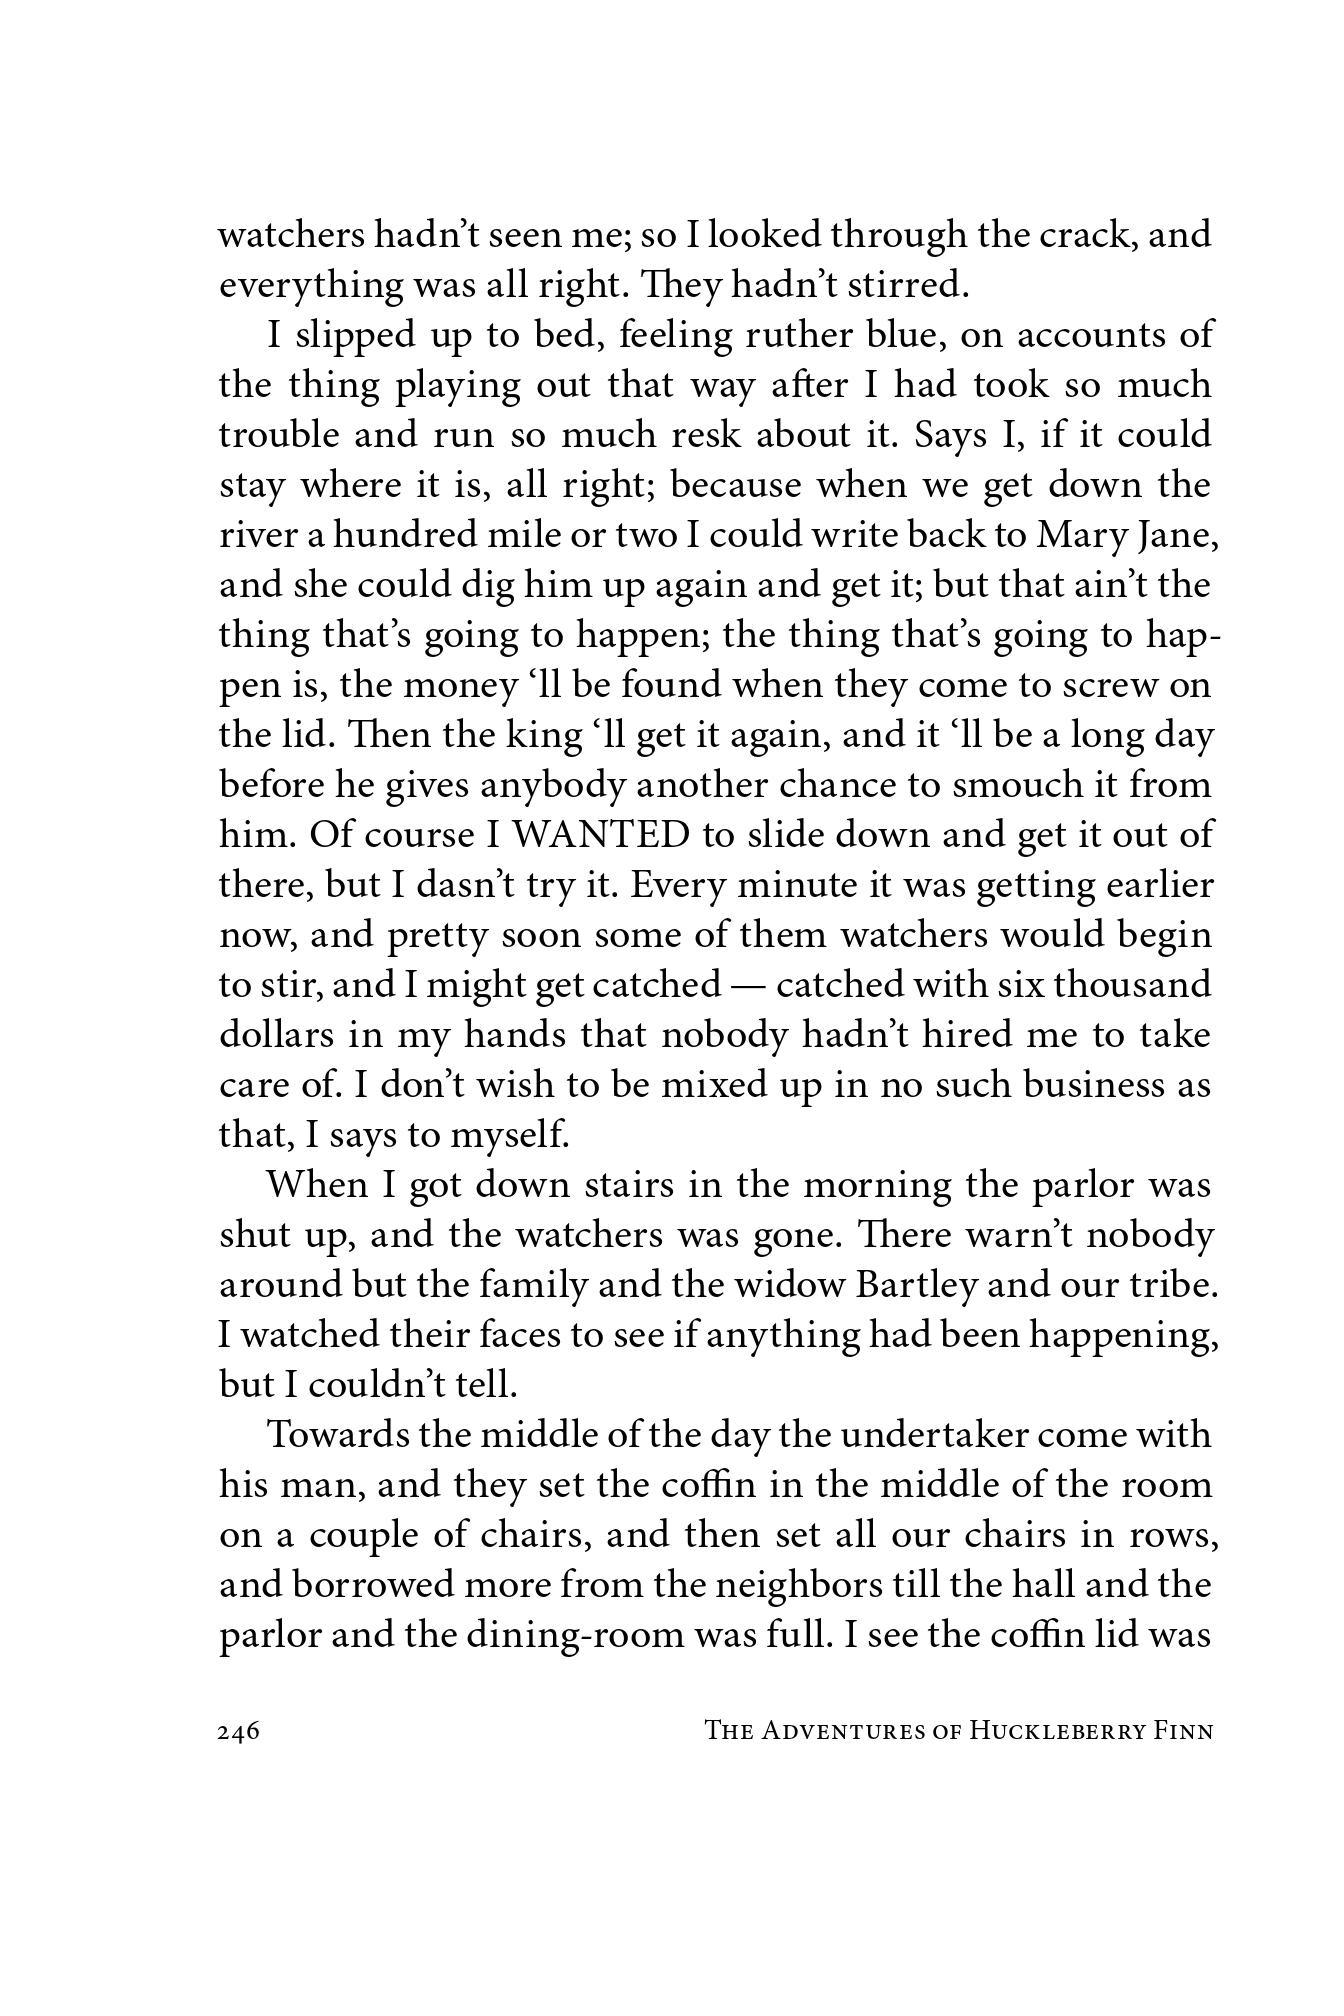 watchers hadn’t seen me; so I looked through the crack, and
everything was all right. They hadn’t stirred.
I slipped up to bed, feeling ruther blue, on accounts of
the thing playing out that way after I had took so much
trouble and run so much resk about it. Says I, if it could
stay where it is, all right; because when we get down the
river a hundred mile or two I could write back to Mary Jane,
and she could dig him up again and get it; but that ain’t the
thing that’s going to happen; the thing that’s going to hap-
pen is, the money ‘ll be found when they come to screw on
the lid. Then the king ‘ll get it again, and it ‘ll be a long day
before he gives anybody another chance to smouch it from
him. Of course I WANTED to slide down and get it out of
there, but I dasn’t try it. Every minute it was getting earlier
now, and pretty soon some of them watchers would begin
to stir, and I might get catched — catched with six thousand
dollars in my hands that nobody hadn’t hired me to take
care of. I don’t wish to be mixed up in no such business as
that, I says to myself.
When I got down stairs in the morning the parlor was
shut up, and the watchers was gone. There warn’t nobody
around but the family and the widow Bartley and our tribe.
I watched their faces to see if anything had been happening,
but I couldn’t tell.
Towards the middle of the day the undertaker come with
his man, and they set the coffin in the middle of the room
on a couple of chairs, and then set all our chairs in rows,
and borrowed more from the neighbors till the hall and the
parlor and the dining-room was full. I see the coffin lid was
246 The Adventures of Huckleberry Finn